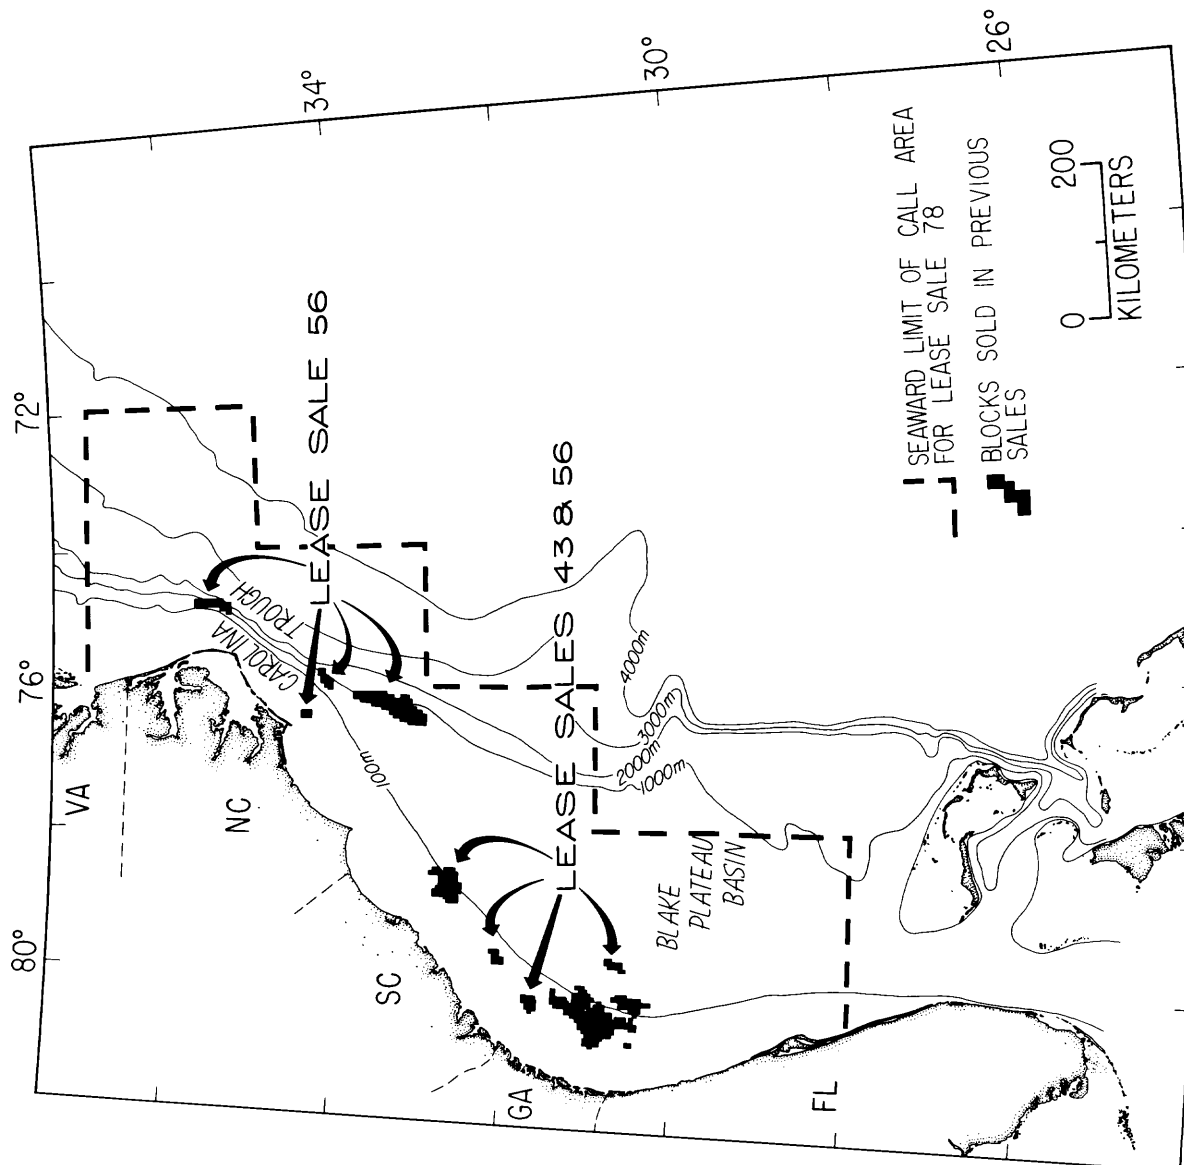 80°
76°
72°
34°
30°
26°
VA
NC
SC
GA
FL
CAROLINA
TROUGH
LEASE SALE 56
LEASE SALES 43 & 56
100m
1000m
2000m
3000m
4000m
BLAKE
PLATEAU
BASIN
SEAWARD LIMIT OF CALL AREA
FOR LEASE SALE 78
BLOCKS SOLD IN PREVIOUS
SALES
0 200
KILOMETERS